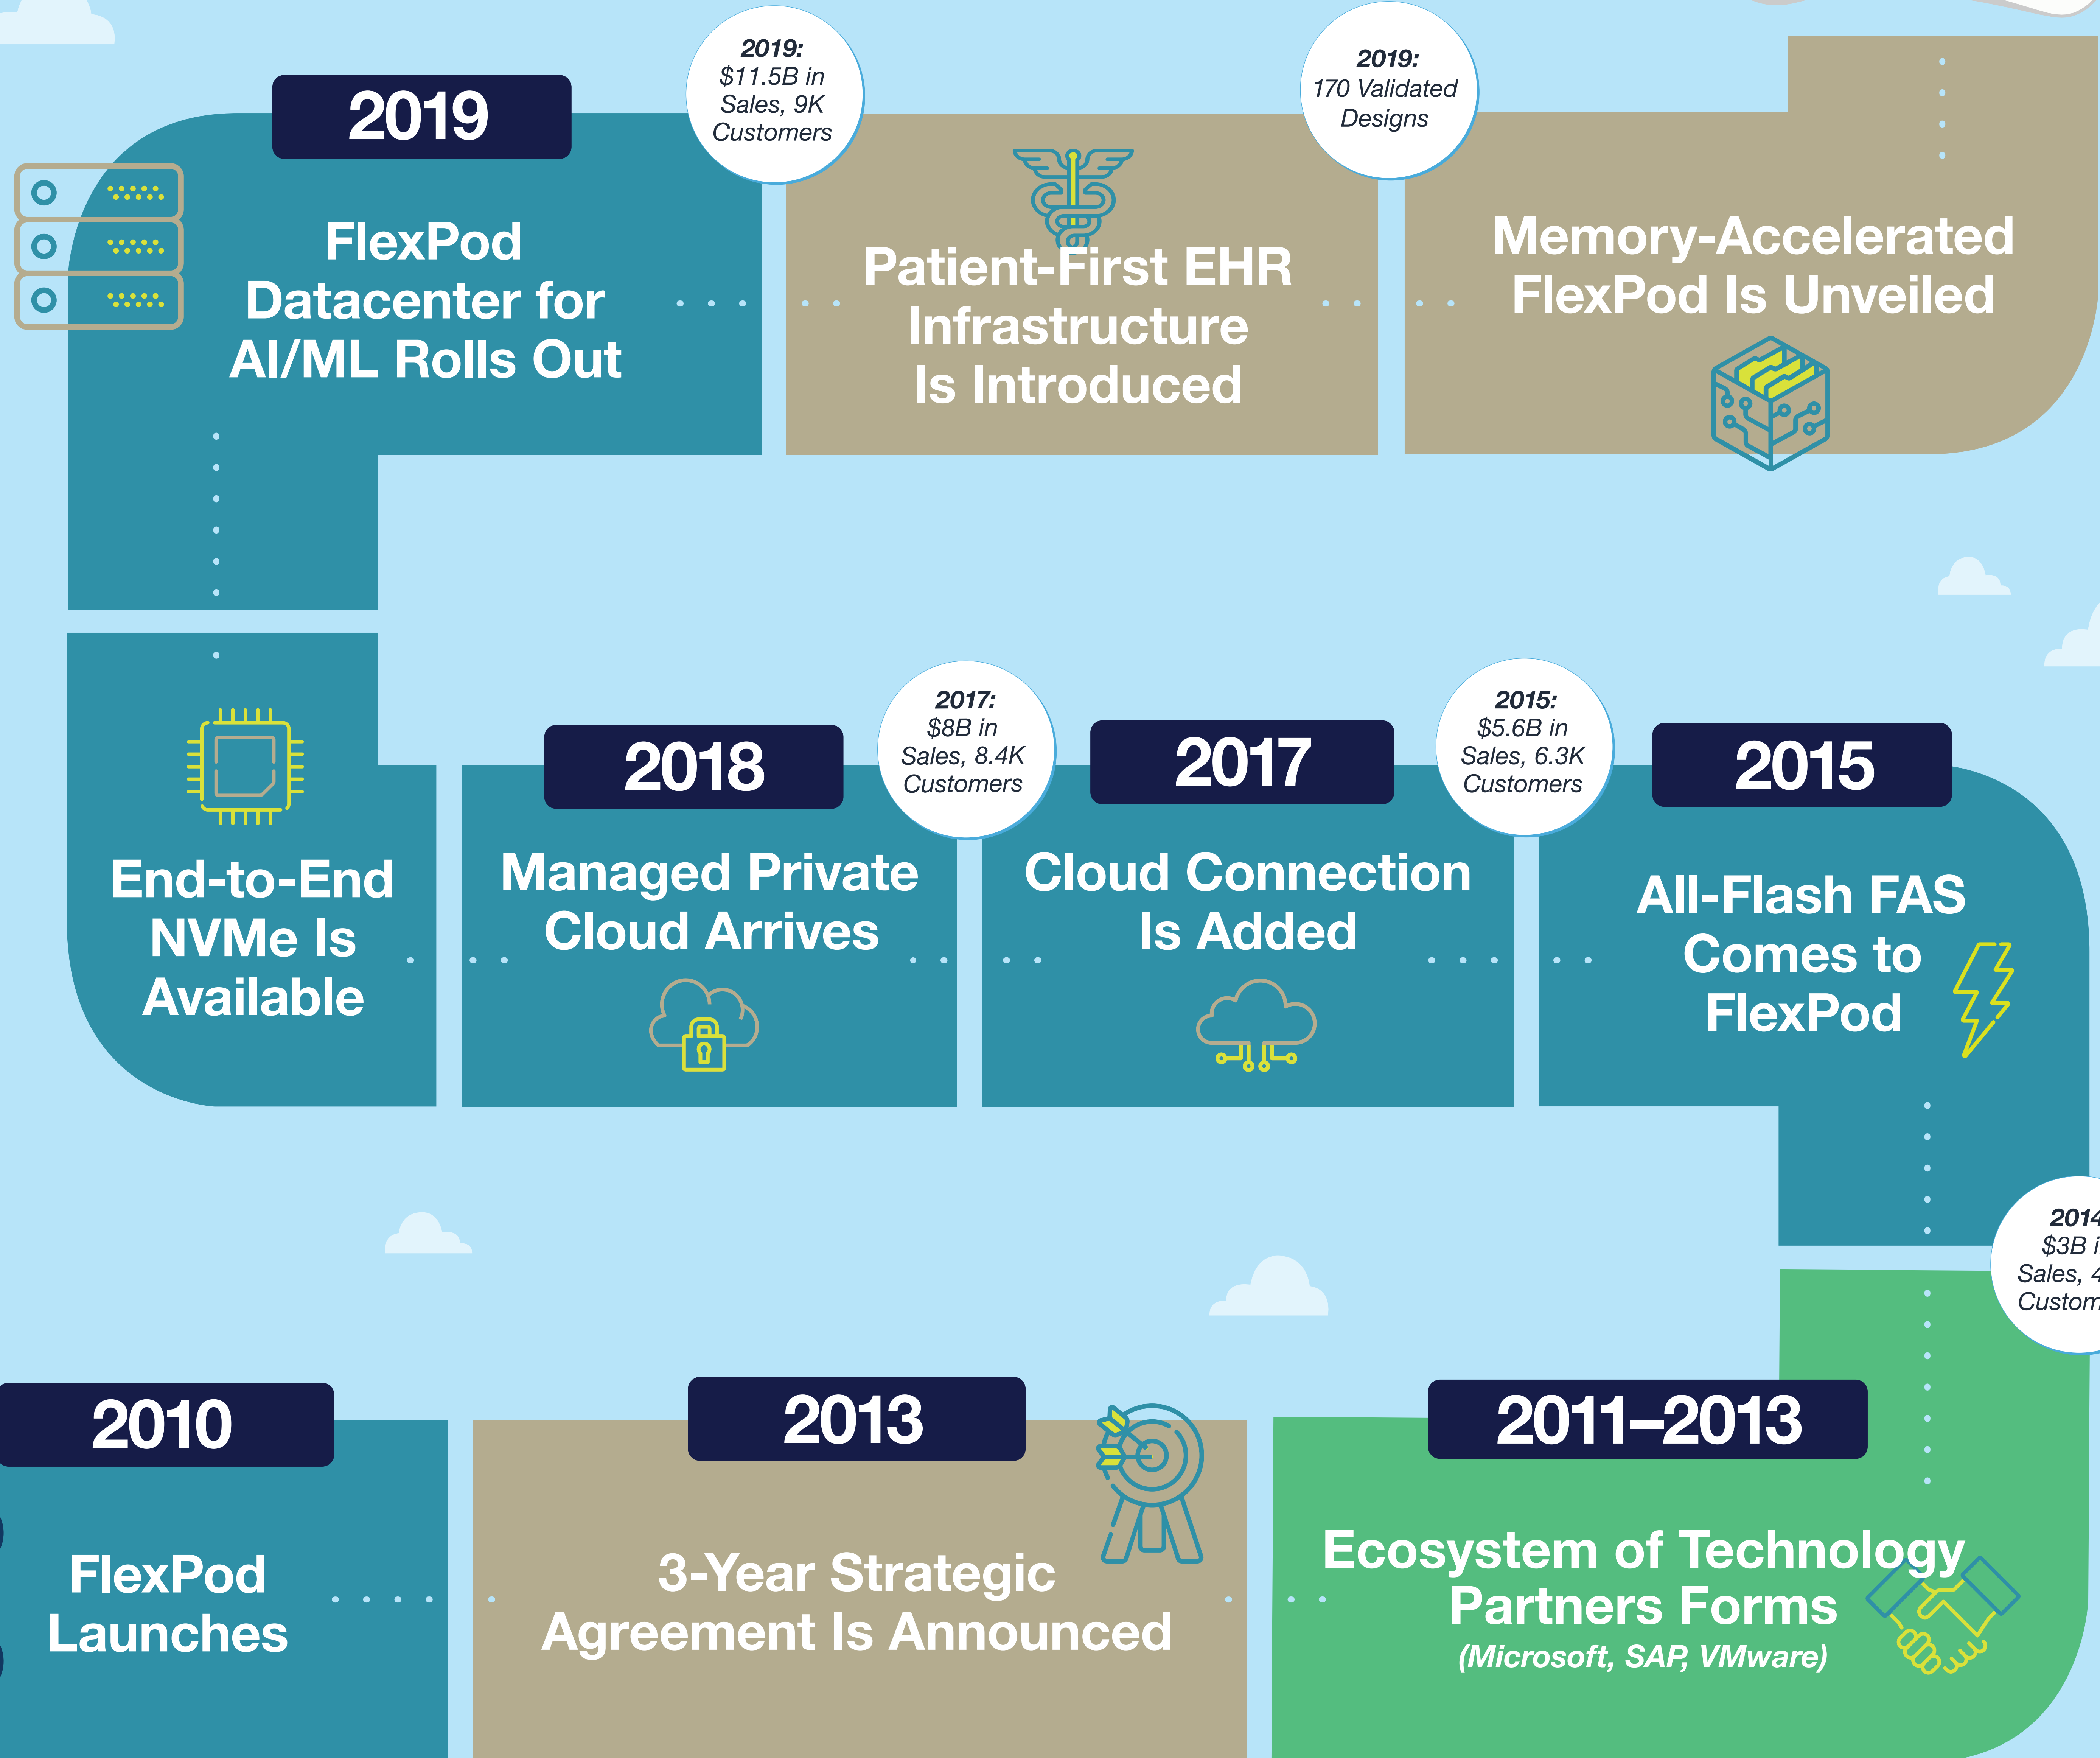 2019
2019:
$11.5B in
Sales, 9K
Customers
2019:
170 Validated
Designs
FlexPod
Datacenter for
AI/ML Rolls Out
Patient-First EHR
Infrastructure
Is Introduced
Memory-Accelerated
FlexPod Is Unveiled
End-to-End
NVMe Is
Available
2018
Managed Private
Cloud Arrives
2017:
$8B in
Sales, 8.4K
Customers
2017
Cloud Connection
Is Added
2015:
$5.6B in
Sales, 6.3K
Customers
2015
All-Flash FAS
Comes to
FlexPod
2014
$3B
Sales,
2010
FlexPod
Launches
2013
3-Year Strategic
Agreement Is Announced
2011–2013
Ecosystem of Technology
Partners Forms
(Microsoft, SAP, VMware)